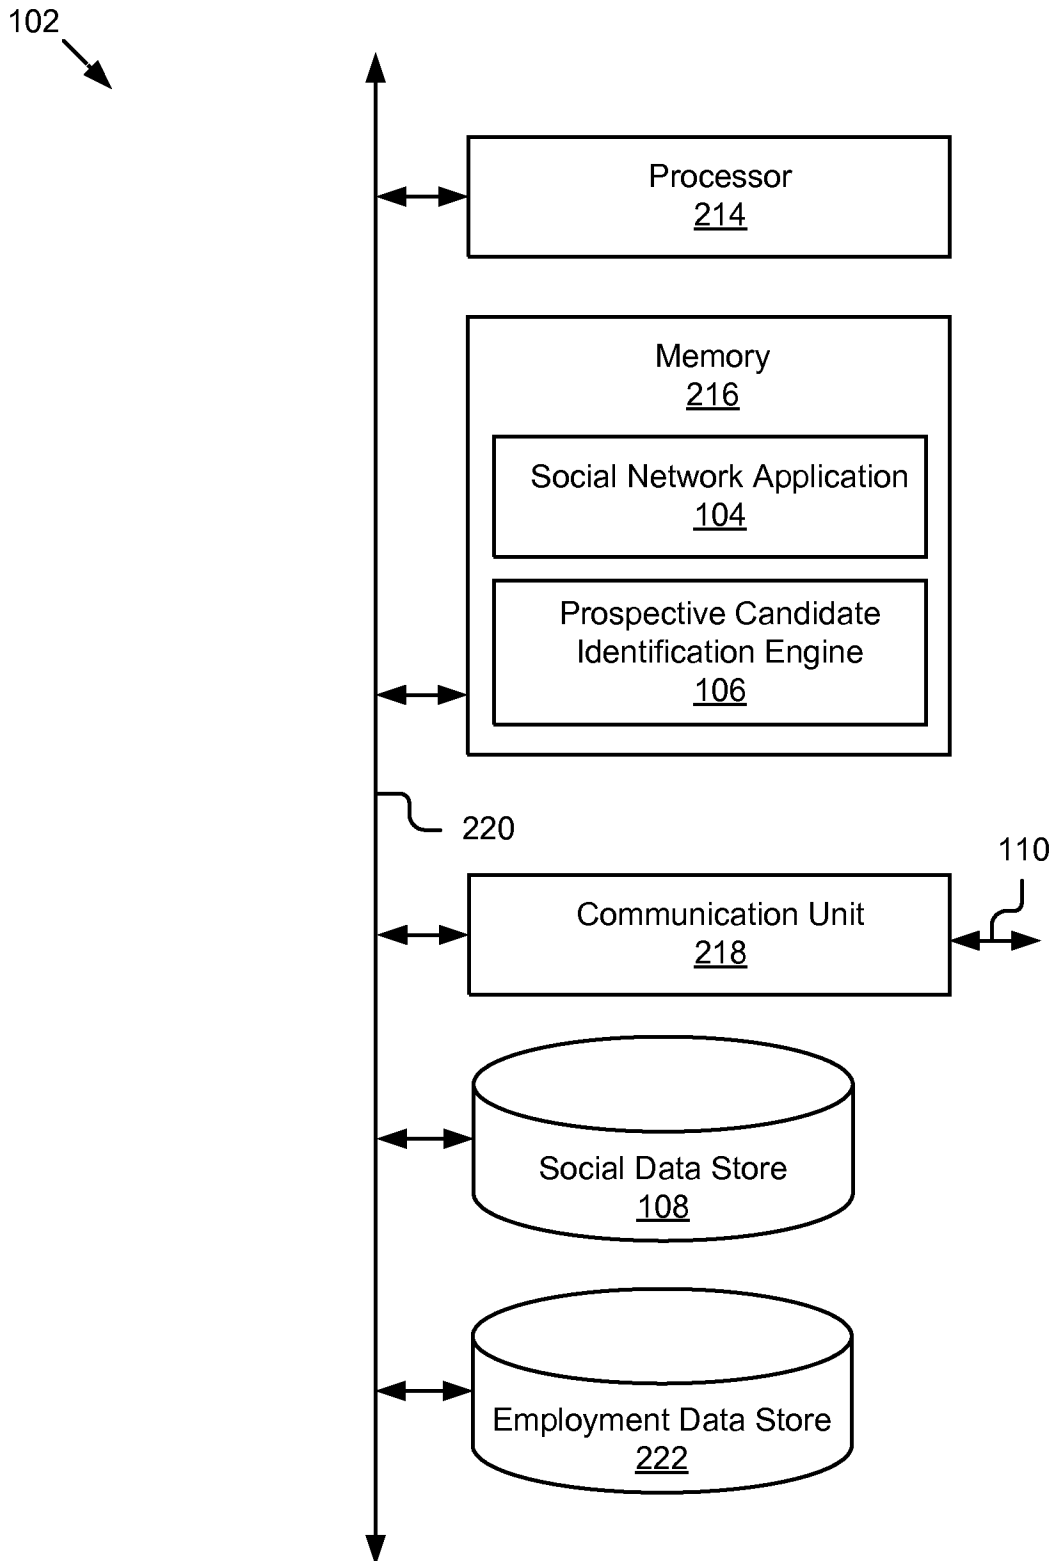 102
Processor
214
Memory
216
Social Network Application
104
Prospective Candidate
Identification Engine
106
220
110
Communication Unit
218
Social Data Store
108
Employment Data Store
222